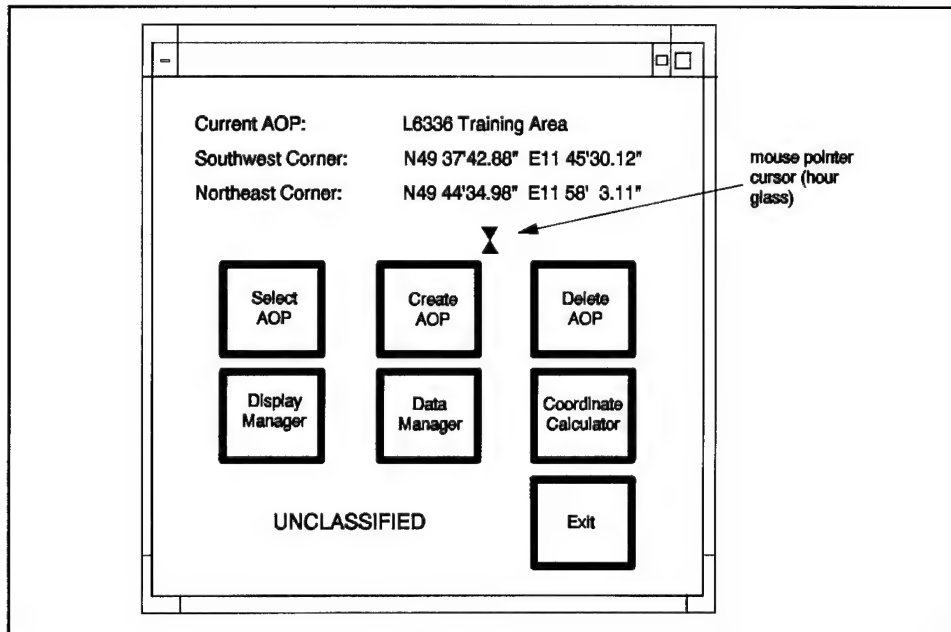 Current AOP: L6336 Training Area
Southwest Corner: N49 37'42.88" E11 45'30.12"
Northeast Corner: N49 44'34.98" E11 58' 3.11"
mouse pointer
cursor (hour
glass)
Select
AOP
Create
AOP
Delete
AOP
Display
Manager
Data
Manager
Coordinate
Calculator
UNCLASSIFIED
Exit